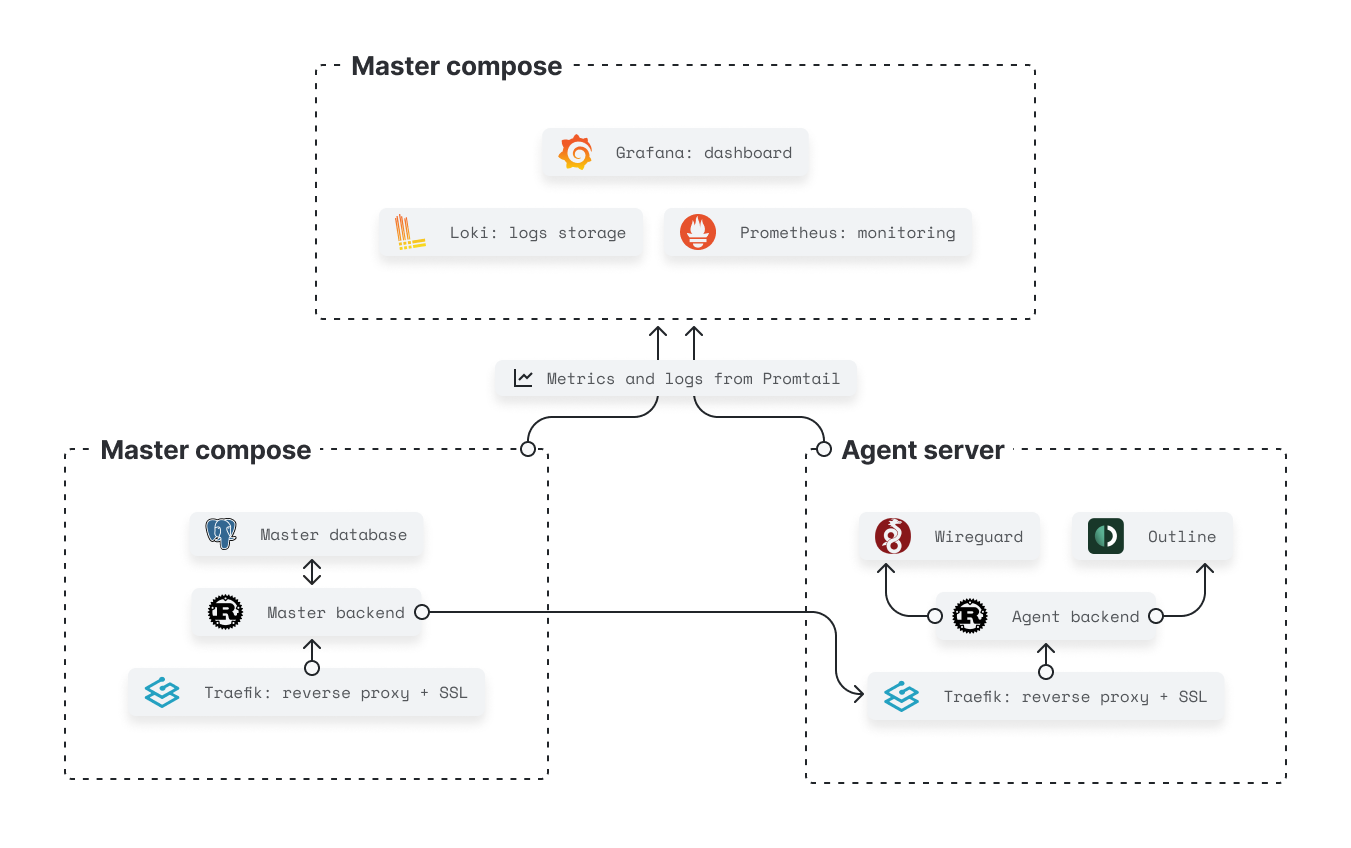 Master compose
Grafana: dashboard
Loki: logs storage
Prometheus: monitoring
Metrics and logs from Promtail
Master compose
Agent server
Master database
Wireguard
Outline
Master backend
Agent backend
Traefik: reverse proxy + SSL
Traefik: reverse proxy + SSL